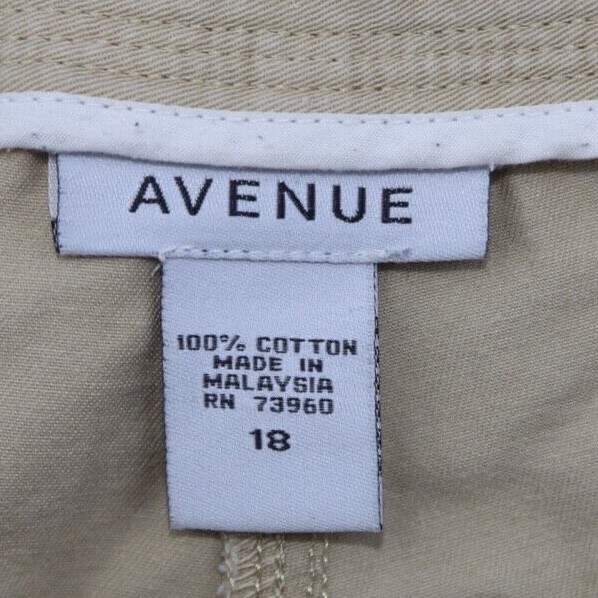 AVENUE
100% COTTON
MADE IN
MALAYSIA
RN 73960
18